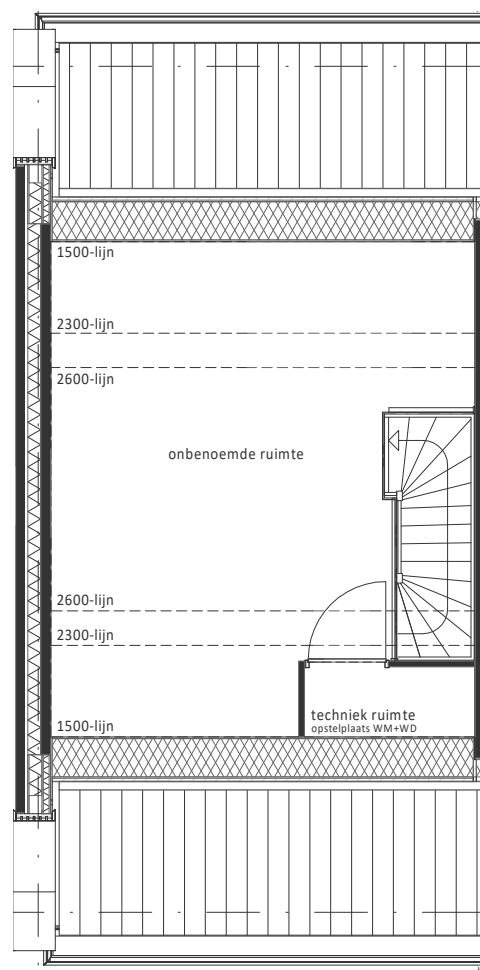 1500-lijn
2300-lijn
2600-lijn
onbenoemde ruimte
2600-lijn
2300-lijn
techniek ruimte
opstelplaats WM+WD
1500-lijn